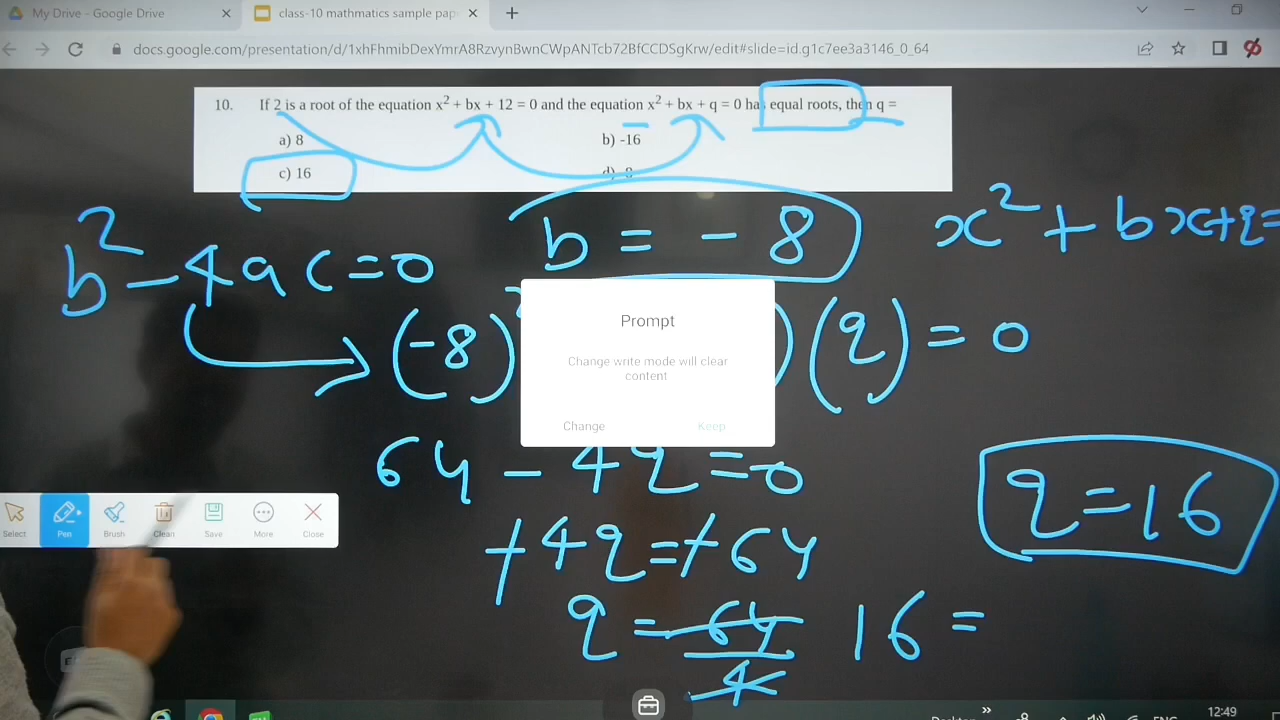 My Drive - Google Drive
class-10 mathmatics sample pap
docs.google.com/presentation/d/1xhFhmibDexYmrA8RzvynBwnCWpANTcb72BfCCDSgKrw/edit#slide=id.g1c7ee3a3146_0_64
10. If 2 is a root of the equation x² + bx + 12 = 0 and the equation x² + bx + q = 0 has equal roots, then q =
a) 8 b) -16
c) 16 d)
b = - 8
x² + bx+q=
b²-4ac=0
(-8) )(q) = 0
Prompt
Change write mode will clear
content
Change Keep
64 - 4q = 0
q=16
Select Pen Brush Clean Save More Close
+4q=+64
q = 64/4 16 =
12:49